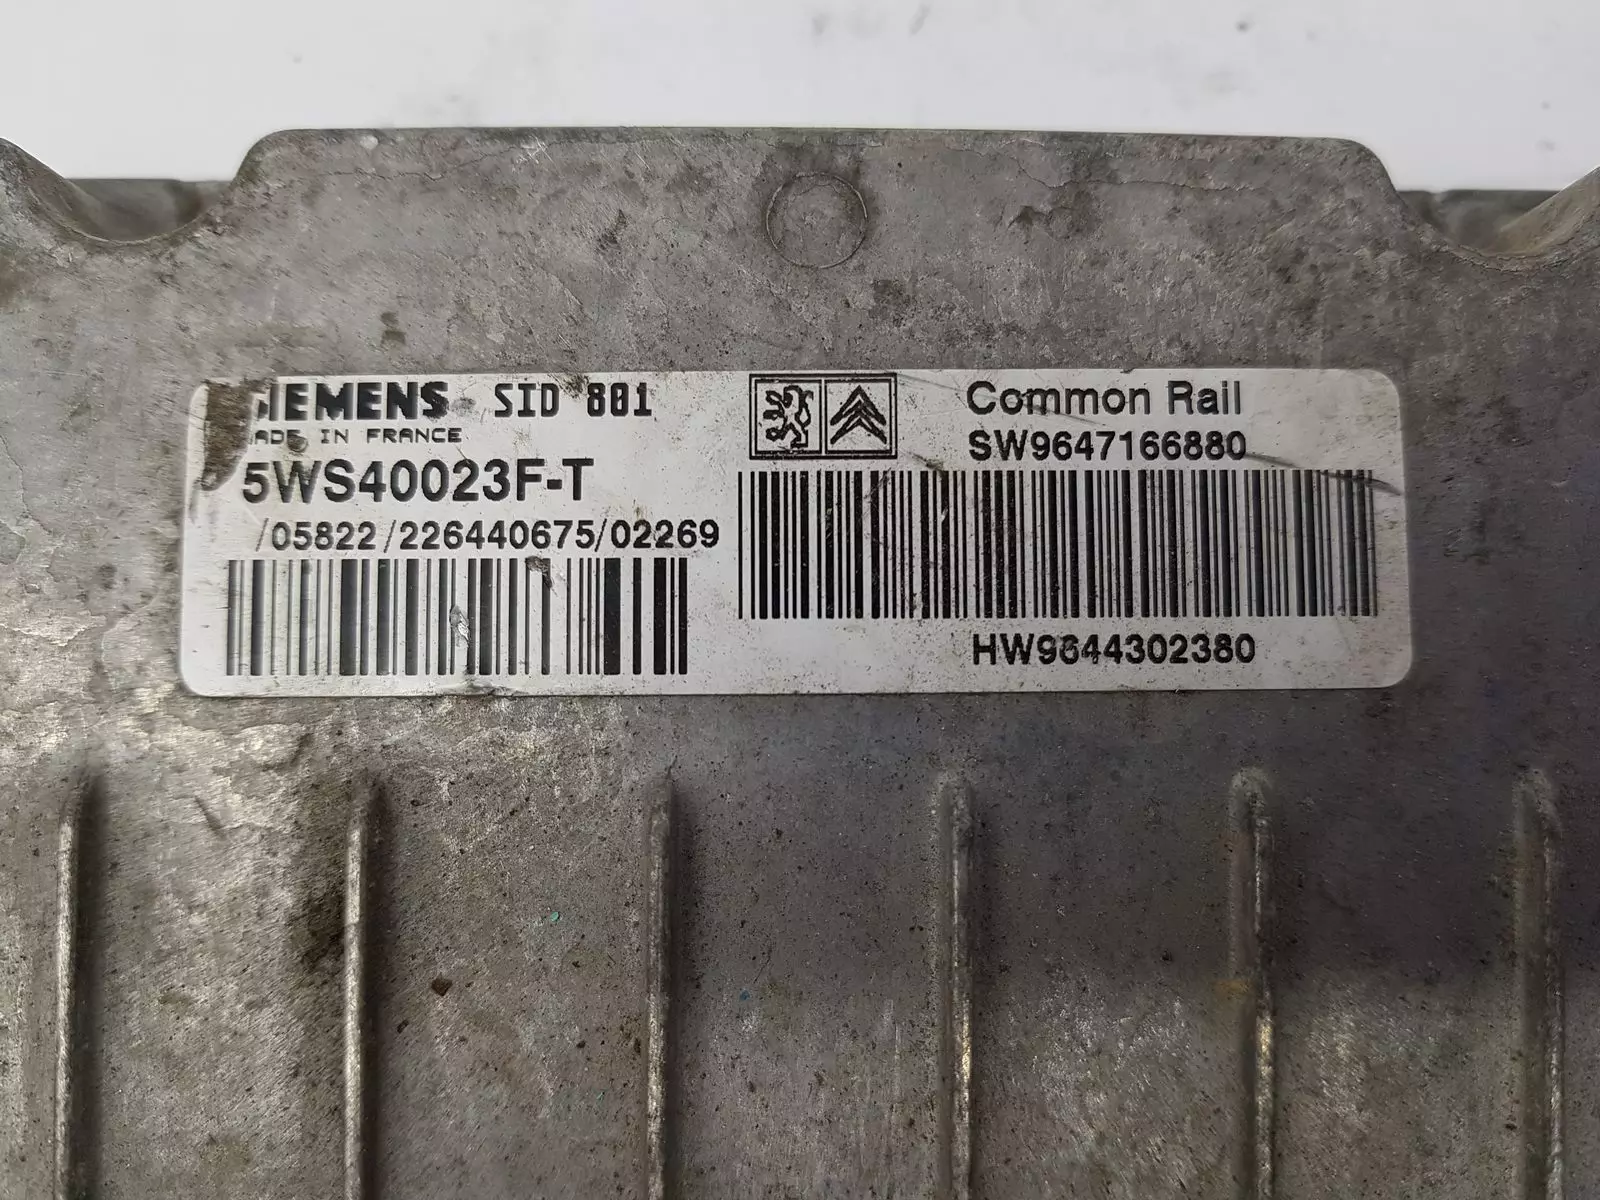 SIEMENS SID 801
MADE IN FRANCE
5WS40023F-T
/05822/226440675/02269
Common Rail
SW9647166880
HW9644302380